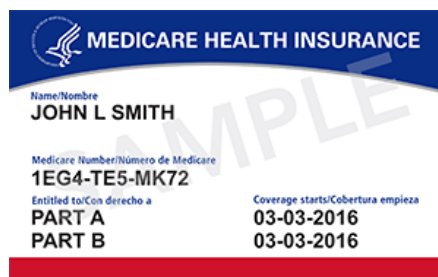 MEDICARE HEALTH INSURANCE
Name/Nombre
JOHN L SMITH
Medicare Number/Número de Medicare
1EG4-TE5-MK72
Entitled to/Con derecho a Coverage starts/Cobertura empieza
PART A 03-03-2016
PART B 03-03-2016
SAMPLE